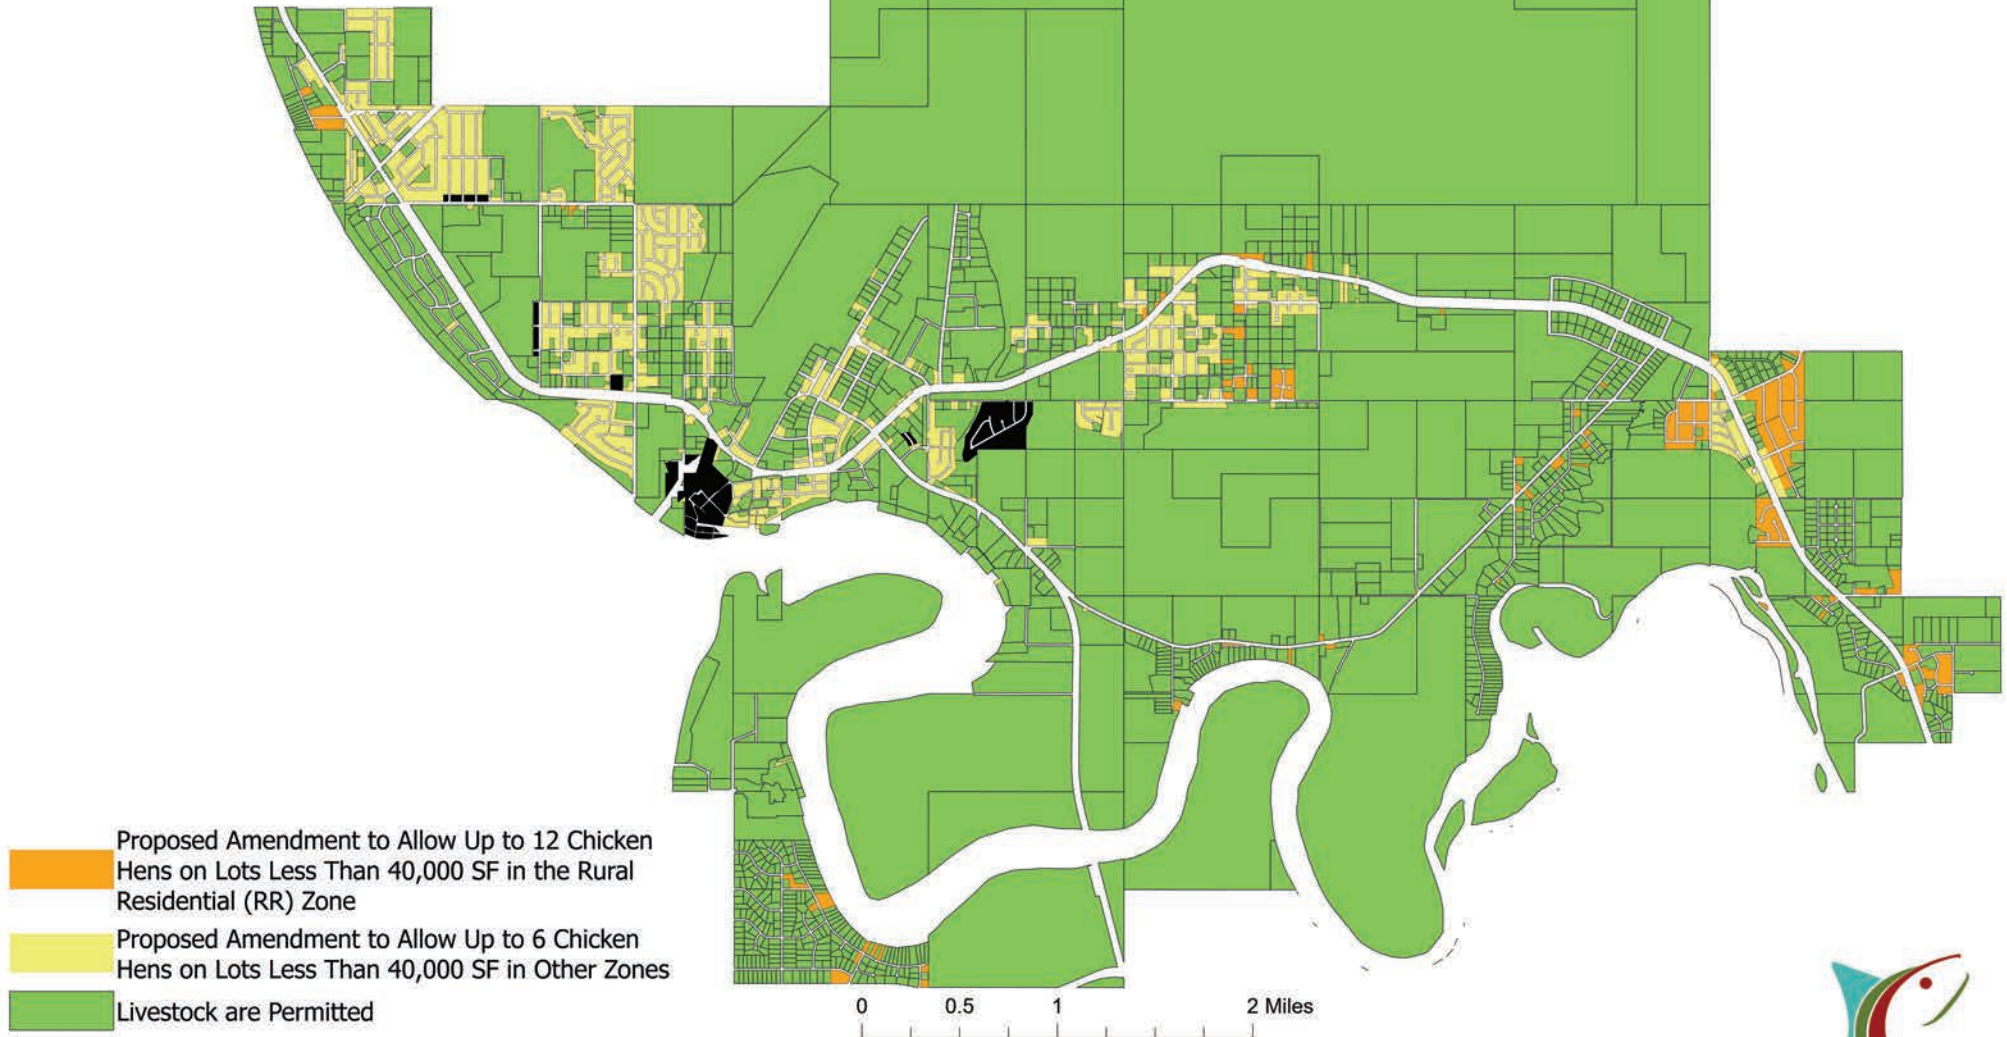 Proposed Amendment to Allow Up to 12 Chicken
Hens on Lots Less Than 40,000 SF in the Rural
Residential (RR) Zone
Proposed Amendment to Allow Up to 6 Chicken
Hens on Lots Less Than 40,000 SF in Other Zones
Livestock are Permitted
0 0.5 1 2 Miles